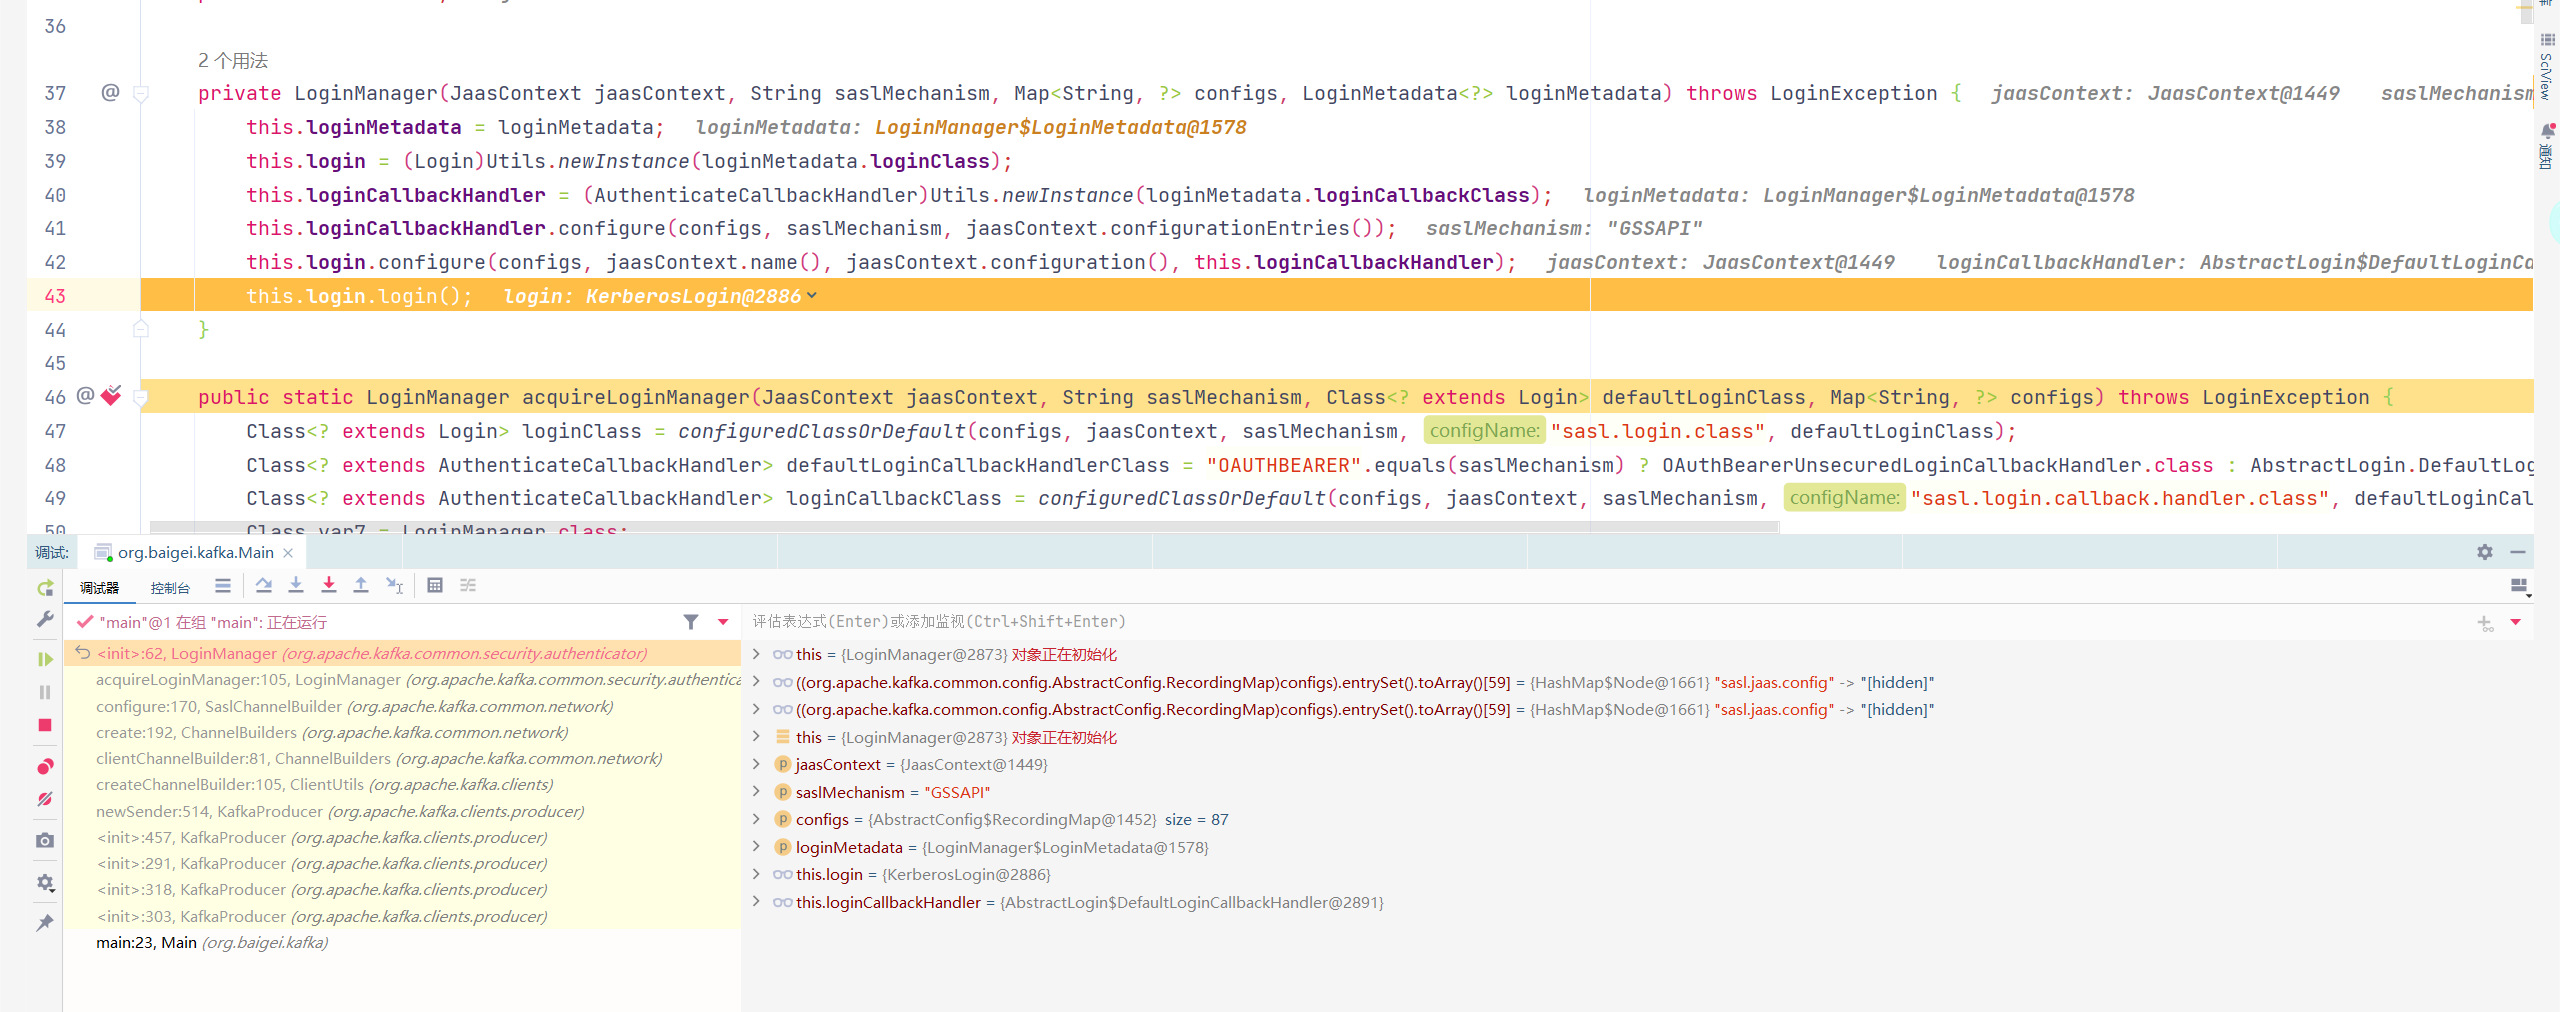 36
2 个用法
37 @ private LoginManager(JaasContext jaasContext, String saslMechanism, Map<String, ?> configs, LoginMetadata<?> loginMetadata) throws LoginException { jaasContext: JaasContext@1449 saslMechanism
38 this.loginMetadata = loginMetadata; loginMetadata: LoginManager$LoginMetadata@1578
39 this.login = (Login)Utils.newInstance(loginMetadata.loginClass);
40 this.loginCallbackHandler = (AuthenticateCallbackHandler)Utils.newInstance(loginMetadata.loginCallbackClass); loginMetadata: LoginManager$LoginMetadata@1578
41 this.loginCallbackHandler.configure(configs, saslMechanism, jaasContext.configurationEntries()); saslMechanism: "GSSAPI"
42 this.login.configure(configs, jaasContext.name(), jaasContext.configuration(), this.loginCallbackHandler); jaasContext: JaasContext@1449 loginCallbackHandler: AbstractLogin$DefaultLoginCa
43 this.login.login(); login: KerberosLogin@2886
44 }
45
46 @ public static LoginManager acquireLoginManager(JaasContext jaasContext, String saslMechanism, Class<? extends Login> defaultLoginClass, Map<String, ?> configs) throws LoginException {
47 Class<? extends Login> loginClass = configuredClassOrDefault(configs, jaasContext, saslMechanism, configName: "sasl.login.class", defaultLoginClass);
48 Class<? extends AuthenticateCallbackHandler> defaultLoginCallbackHandlerClass = "OAUTHBEARER".equals(saslMechanism) ? OAuthBearerUnsecuredLoginCallbackHandler.class : AbstractLogin.DefaultLog
49 Class<? extends AuthenticateCallbackHandler> loginCallbackClass = configuredClassOrDefault(configs, jaasContext, saslMechanism, configName: "sasl.login.callback.handler.class", defaultLoginCal
50 Class var7 = LoginManager.class;
SciView
通知
调试: org.baigei.kafka.Main
调试器 控制台
"main"@1 在组 "main": 正在运行
<init>:62, LoginManager (org.apache.kafka.common.security.authenticator)
acquireLoginManager:105, LoginManager (org.apache.kafka.common.security.authentica
configure:170, SaslChannelBuilder (org.apache.kafka.common.network)
create:192, ChannelBuilders (org.apache.kafka.common.network)
clientChannelBuilder:81, ChannelBuilders (org.apache.kafka.common.network)
createChannelBuilder:105, ClientUtils (org.apache.kafka.clients)
newSender:514, KafkaProducer (org.apache.kafka.clients.producer)
<init>:457, KafkaProducer (org.apache.kafka.clients.producer)
<init>:291, KafkaProducer (org.apache.kafka.clients.producer)
<init>:318, KafkaProducer (org.apache.kafka.clients.producer)
<init>:303, KafkaProducer (org.apache.kafka.clients.producer)
main:23, Main (org.baigei.kafka)
评估表达式(Enter)或添加监视(Ctrl+Shift+Enter)
this = {LoginManager@2873} 对象正在初始化
((org.apache.kafka.common.config.AbstractConfig.RecordingMap)configs).entrySet().toArray()[59] = {HashMap$Node@1661} "sasl.jaas.config" -> "[hidden]"
((org.apache.kafka.common.config.AbstractConfig.RecordingMap)configs).entrySet().toArray()[59] = {HashMap$Node@1661} "sasl.jaas.config" -> "[hidden]"
this = {LoginManager@2873} 对象正在初始化
p jaasContext = {JaasContext@1449}
p saslMechanism = "GSSAPI"
p configs = {AbstractConfig$RecordingMap@1452} size = 87
p loginMetadata = {LoginManager$LoginMetadata@1578}
this.login = {KerberosLogin@2886}
this.loginCallbackHandler = {AbstractLogin$DefaultLoginCallbackHandler@2891}